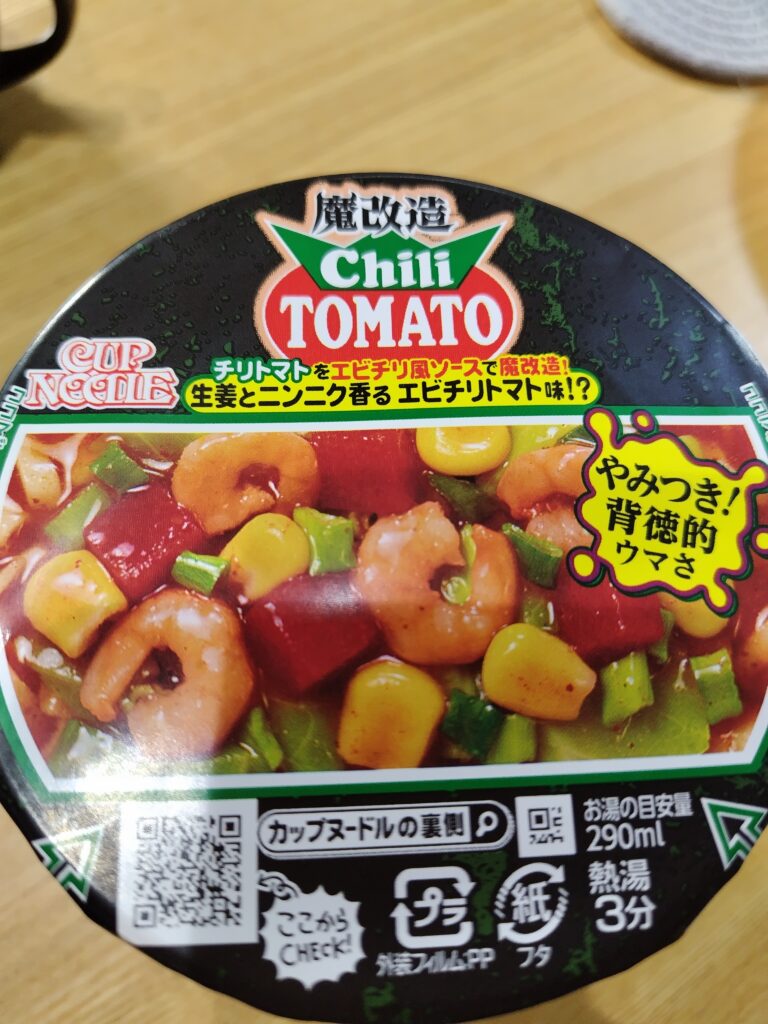 魔改造
Chili
TOMATO
CUP
NOODLE
チリトマトをエビチリ風ソースで魔改造!
生姜とニンニク香る エビチリトマト味!?
やみつき!
背徳的
ウマさ
カップヌードルの裏側
お湯の目安量
290ml
熱湯
3分
ここから
CHECK!
プラ
外装フィルム:PP
紙
フタ